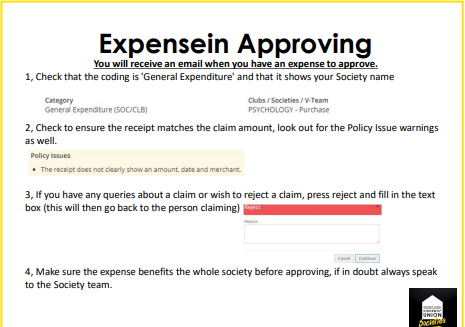 Expensein Approving
You will receive an email when you have an expense to approve.
1, Check that the coding is 'General Expenditure' and that it shows your Society name
Category Clubs / Societies / V-Team
General Expenditure (SOC/CLB) PSYCHOLOGY - Purchase
2, Check to ensure the receipt matches the claim amount, look out for the Policy Issue warnings
as well.
Policy Issues
• The receipt does not clearly show an amount, date and merchant.
3, If you have any queries about a claim or wish to reject a claim, press reject and fill in the text
box (this will then go back to the person claiming)
Reject
Reason
Cancel Continue
4, Make sure the expense benefits the whole society before approving, if in doubt always speak
to the Society team.
UNION
Societies